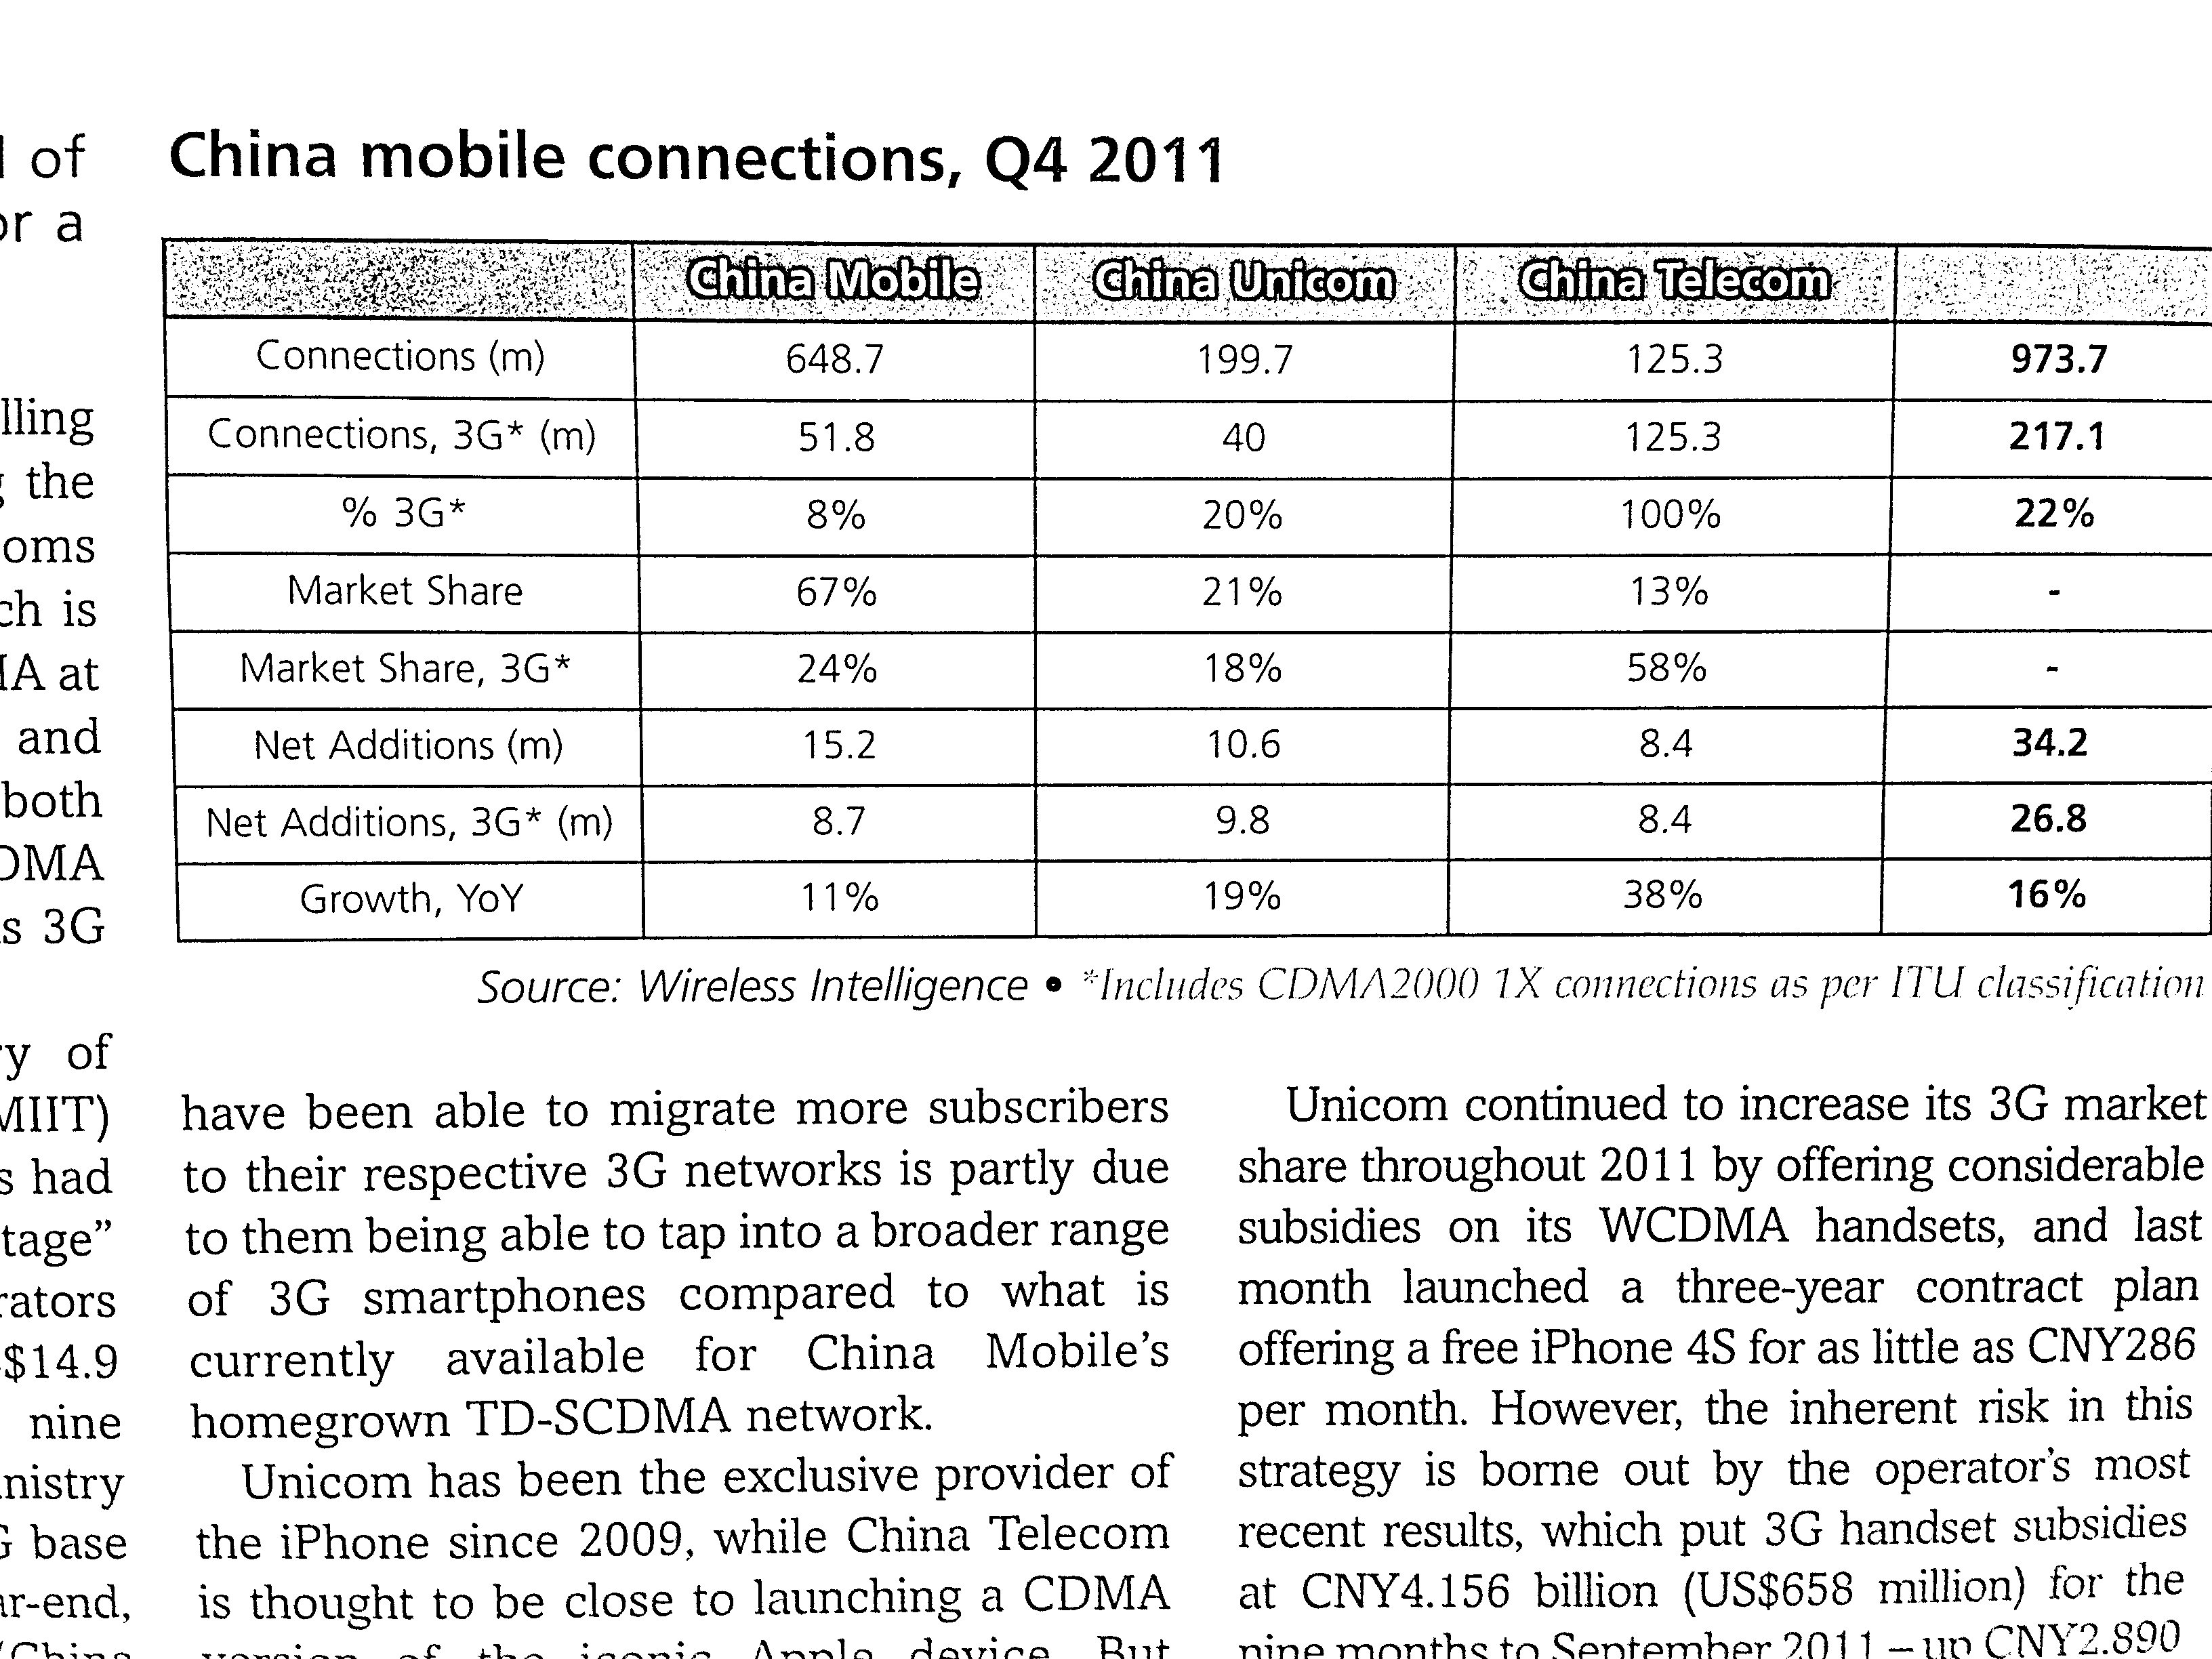 l of
or a
lling
g the
oms
ch is
MA at
and
both
DMA
s 3G
ry of
MIIT)
s had
tage”
rators
$14.9
nine
nistry
G base
ar-end,
(China
China mobile connections, Q4 2011
China Mobile China Unicom China Telecom
Connections (m) 648.7 199.7 125.3 973.7
Connections, 3G* (m) 51.8 40 125.3 217.1
% 3G* 8% 20% 100% 22%
Market Share 67% 21% 13% -
Market Share, 3G* 24% 18% 58% -
Net Additions (m) 15.2 10.6 8.4 34.2
Net Additions, 3G* (m) 8.7 9.8 8.4 26.8
Growth, YoY 11% 19% 38% 16%
Source: Wireless Intelligence • *Includes CDMA2000 1X connections as per ITU classification
have been able to migrate more subscribers
to their respective 3G networks is partly due
to them being able to tap into a broader range
of 3G smartphones compared to what is
currently available for China Mobile’s
homegrown TD-SCDMA network.
Unicom has been the exclusive provider of
the iPhone since 2009, while China Telecom
is thought to be close to launching a CDMA
version of the iconic Apple device. But
Unicom continued to increase its 3G market
share throughout 2011 by offering considerable
subsidies on its WCDMA handsets, and last
month launched a three-year contract plan
offering a free iPhone 4S for as little as CNY286
per month. However, the inherent risk in this
strategy is borne out by the operator’s most
recent results, which put 3G handset subsidies
at CNY4.156 billion (US$658 million) for the
nine months to September 2011 – up CNY2.890